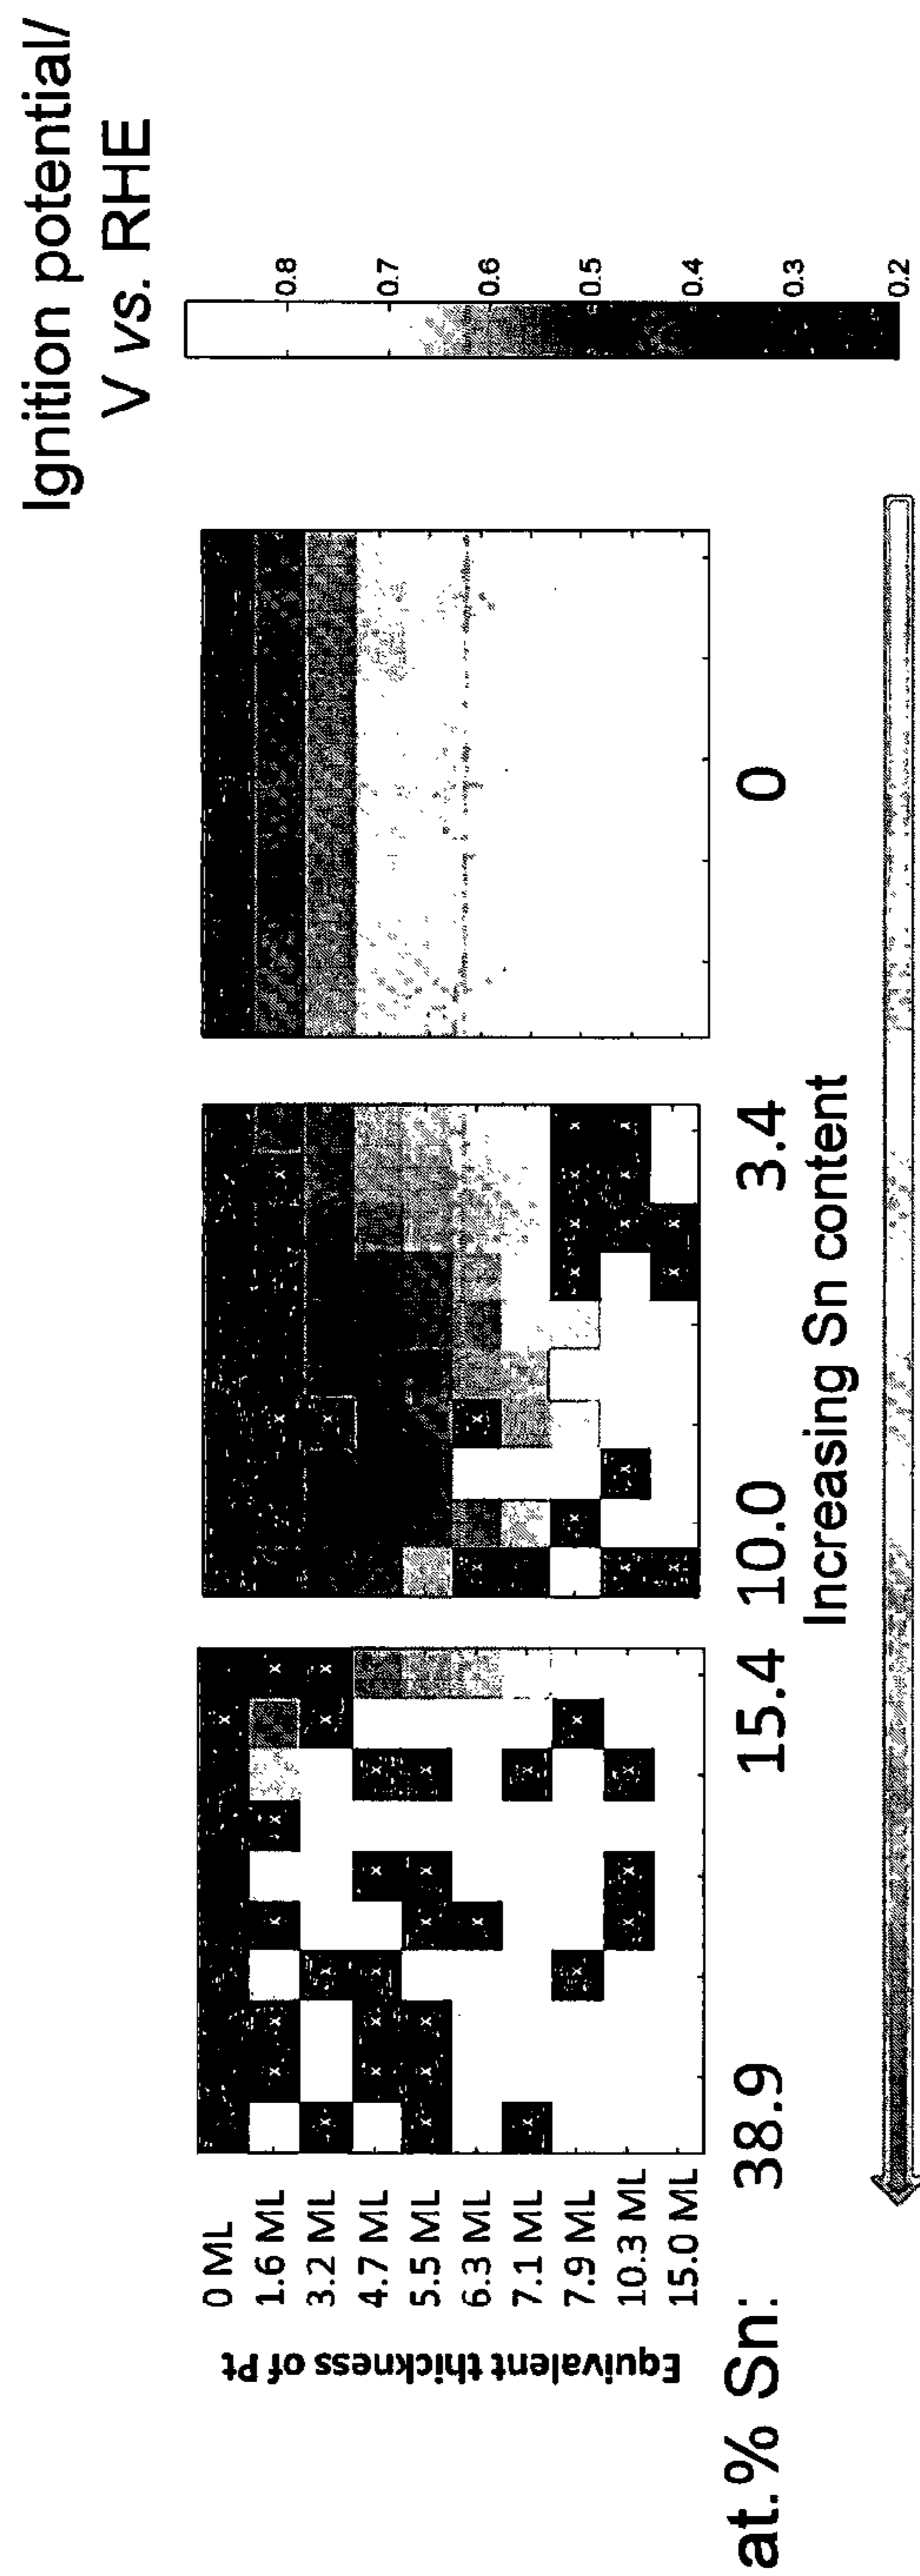 Ignition potential/
V vs. RHE
0.8
0.7
0.6
0.5
0.4
0.3
0.2
Equivalent thickness of Pt
0 ML
1.6 ML
3.2 ML
4.7 ML
5.5 ML
6.3 ML
7.1 ML
7.9 ML
10.3 ML
15.0 ML
at.% Sn: 38.9 15.4 10.0 3.4 0
Increasing Sn content